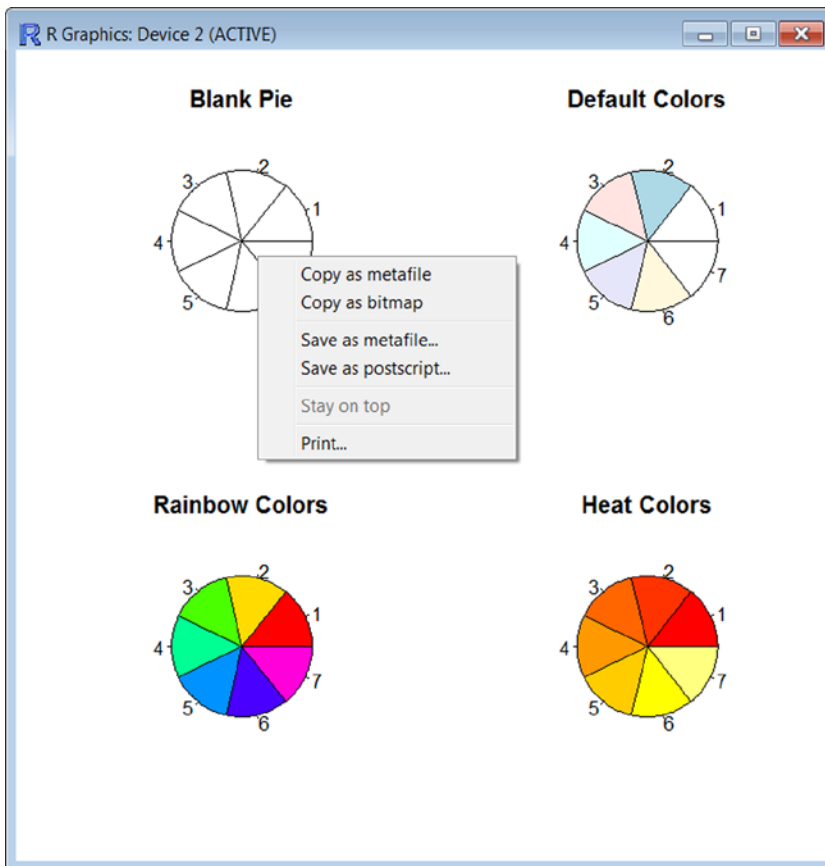 R Graphics: Device 2 (ACTIVE)
Blank Pie
2
3
1
4
5
Default Colors
2
3
1
4
7
5
6
Copy as metafile
Copy as bitmap
Save as metafile...
Save as postscript...
Stay on top
Print...
Rainbow Colors
2
3
1
4
7
5
6
Heat Colors
2
3
1
4
7
5
6